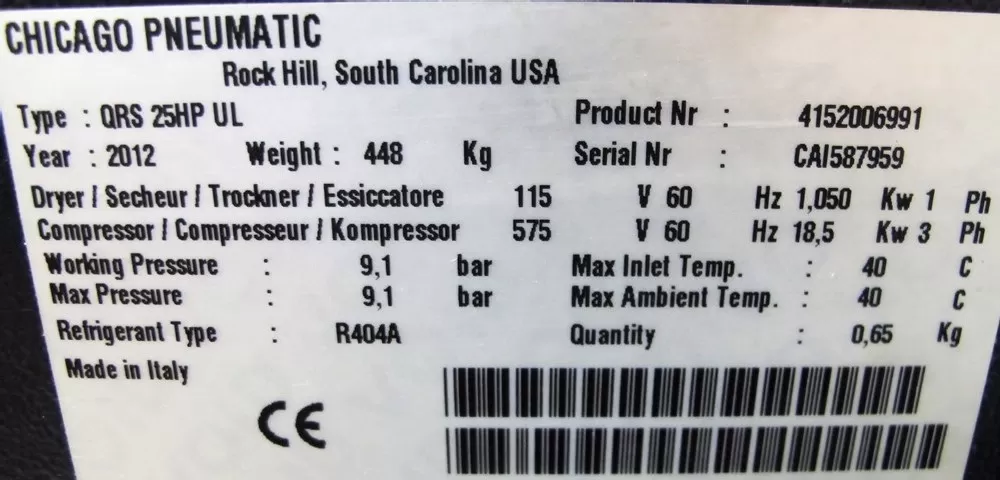 CHICAGO PNEUMATIC
Rock Hill, South Carolina USA
Type : QRS 25HP UL Product Nr : 4152006991
Year : 2012 Weight : 448 Kg Serial Nr : CAI587959
Dryer / Secheur / Trockner / Essiccatore 115 V 60 Hz 1,050 Kw 1 Ph
Compressor / Compresseur / Kompressor 575 V 60 Hz 18,5 Kw 3 Ph
Working Pressure : 9,1 bar Max Inlet Temp. : 40 C
Max Pressure : 9,1 bar Max Ambient Temp. : 40 C
Refrigerant Type : R404A Quantity : 0,65 Kg
Made in Italy
CE